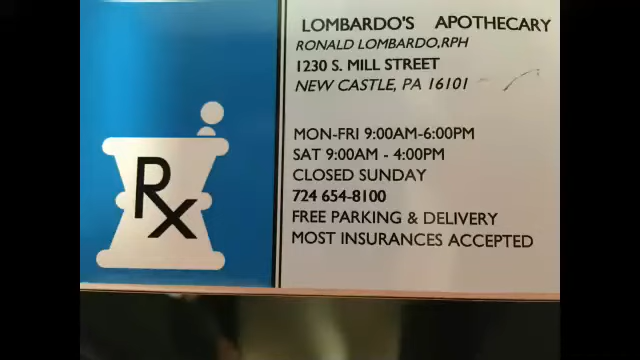 Rx
LOMBARDO'S APOTHECARY
RONALD LOMBARDO,RPH
1230 S. MILL STREET
NEW CASTLE, PA 16101
MON-FRI 9:00AM-6:00PM
SAT 9:00AM - 4:00PM
CLOSED SUNDAY
724 654-8100
FREE PARKING & DELIVERY
MOST INSURANCES ACCEPTED